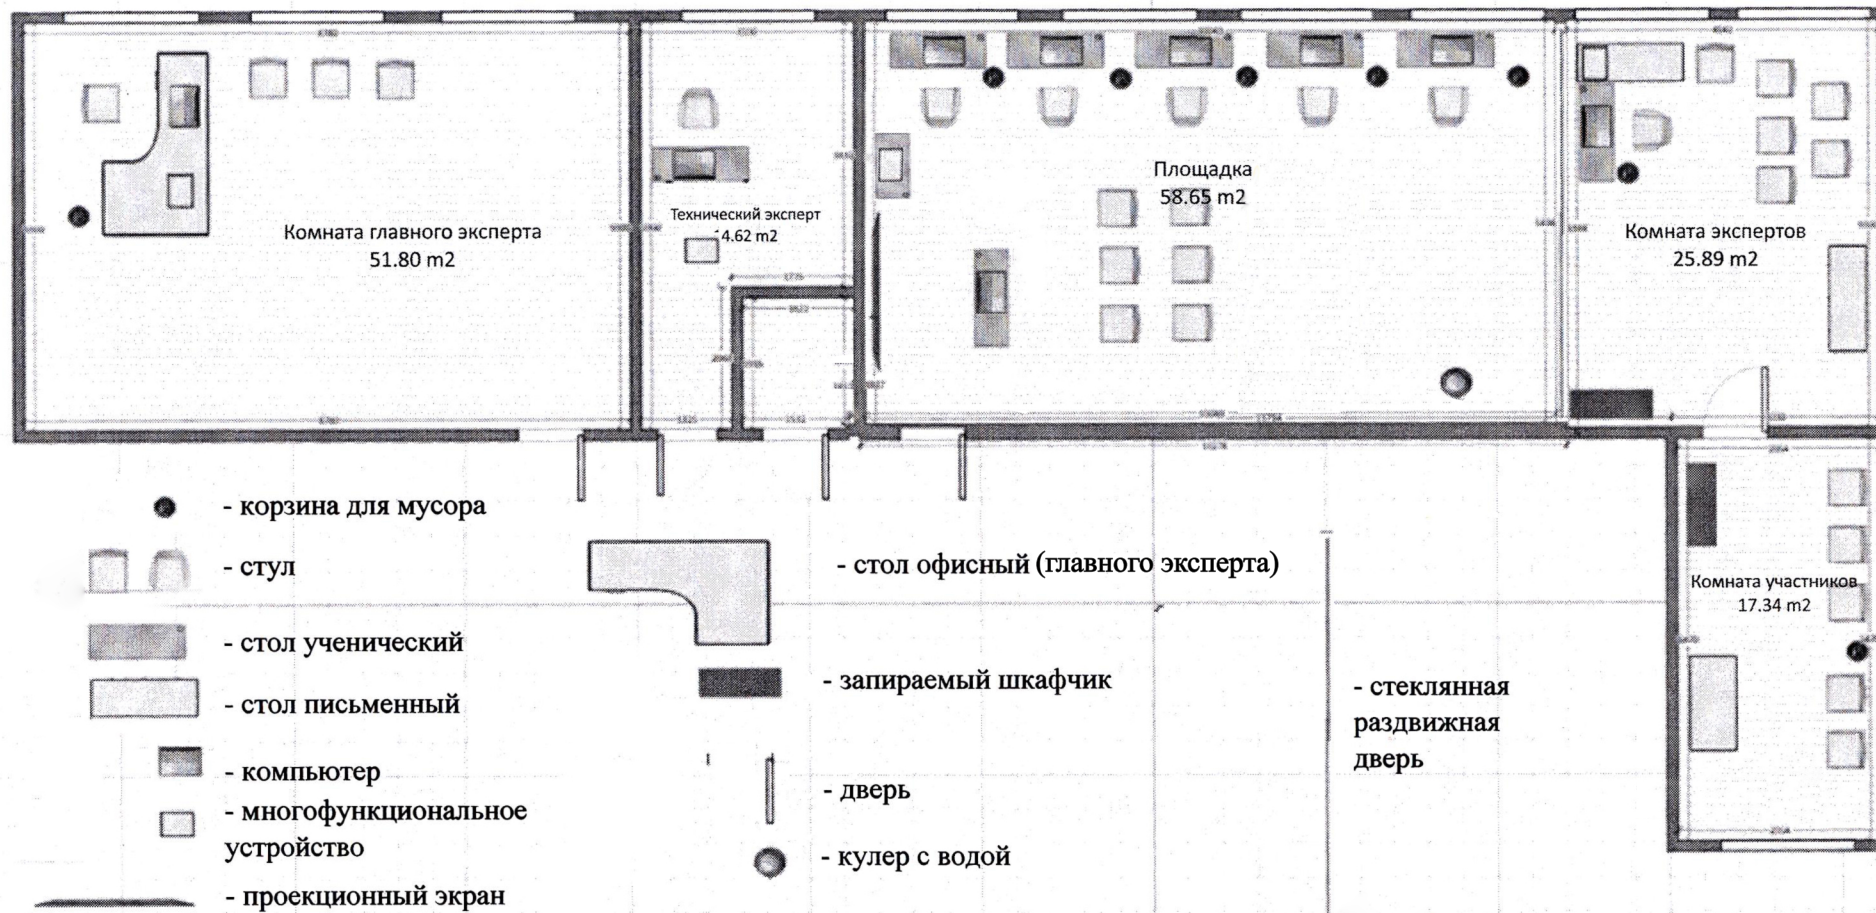 Комната главного эксперта
51.80 m2
Технический эксперт
4.62 m2
Площадка
58.65 m2
Комната экспертов
25.89 m2
Комната участников
17.34 m2
- корзина для мусора
- стул
- стол ученический
- стол письменный
- компьютер
- многофункциональное
устройство
- проекционный экран
- стол офисный (главного эксперта)
- запираемый шкафчик
- дверь
- кулер с водой
- стеклянная
раздвижная
дверь